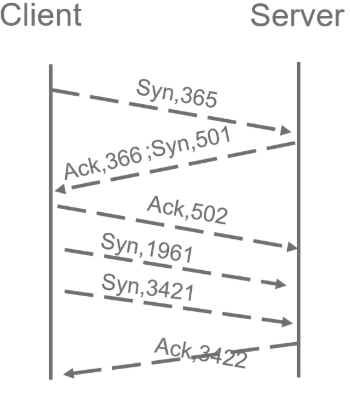 Client
Server
Syn,365
Ack,366 ;Syn,501
Ack,502
Syn,1961
Syn,3421
Ack,3422